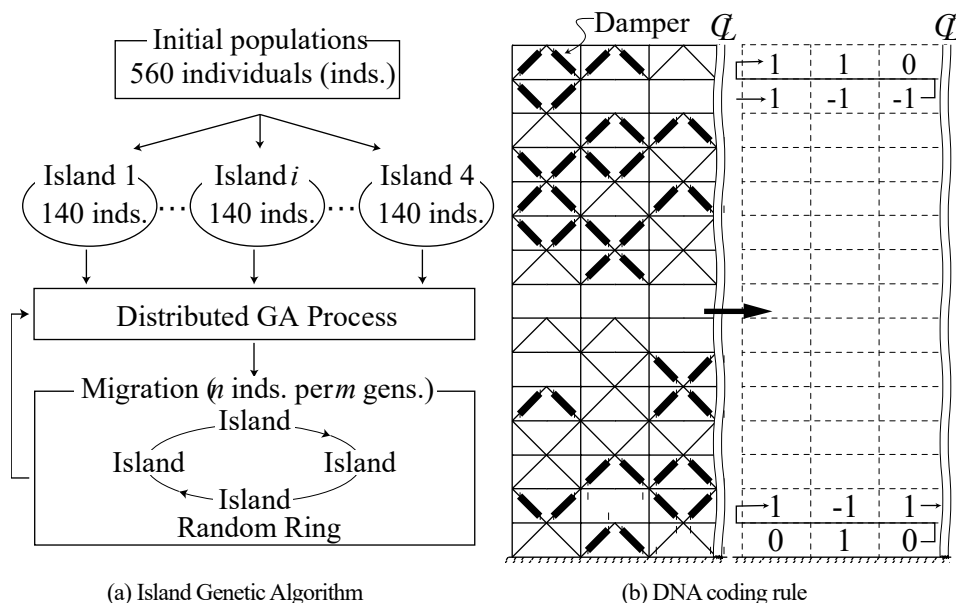 Initial populations
560 individuals (inds.)
Island 1
140 inds.
...
Island i
140 inds.
...
Island 4
140 inds.
Distributed GA Process
Migration (n inds. per m gens.)
Island
Island
Island
Island
Random Ring
(a) Island Genetic Algorithm
Damper
℄
℄
1 1 0
1 -1 -1
1 -1 1
0 1 0
(b) DNA coding rule